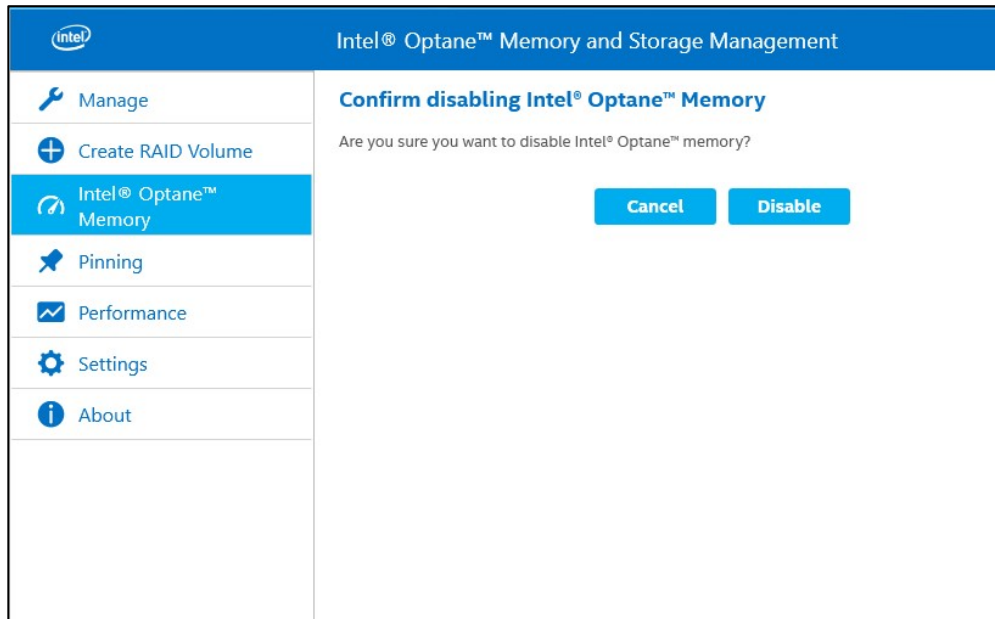 intel
Intel® Optane™ Memory and Storage Management
Manage
Create RAID Volume
Intel® Optane™
Memory
Pinning
Performance
Settings
About
Confirm disabling Intel® Optane™ Memory
Are you sure you want to disable Intel® Optane™ memory?
Cancel
Disable